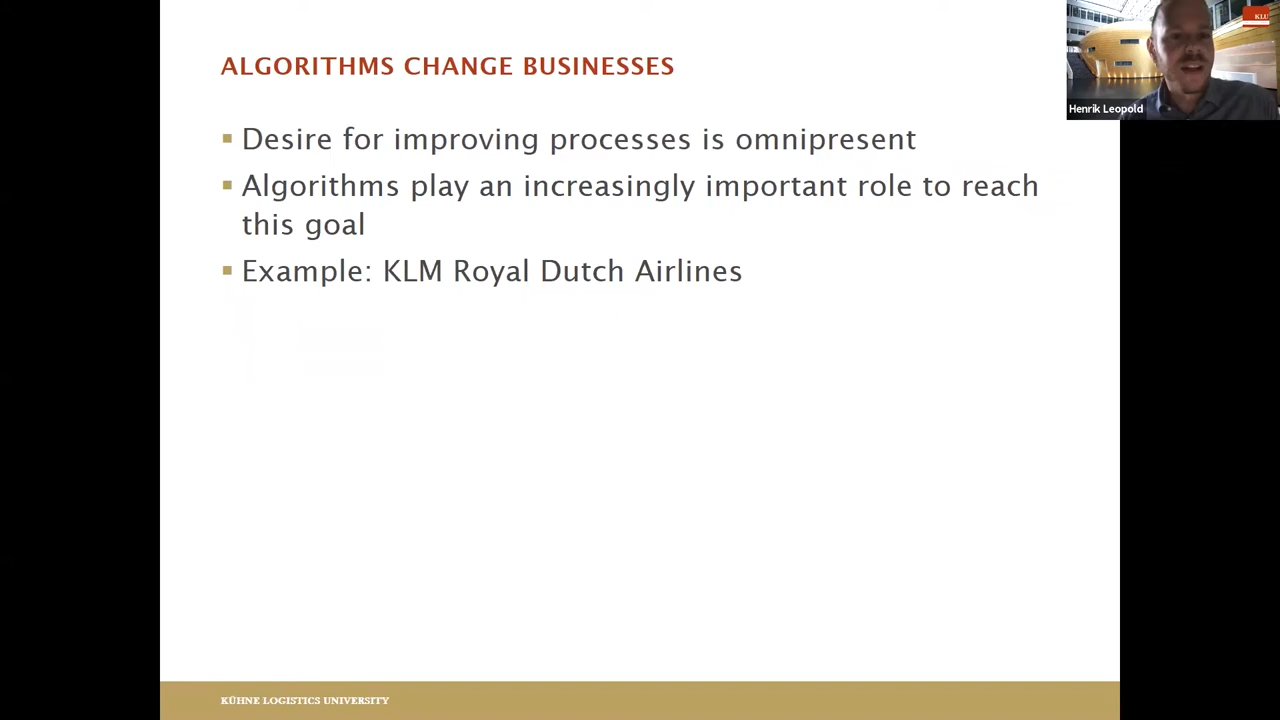 ALGORITHMS CHANGE BUSINESSES
Desire for improving processes is omnipresent
Algorithms play an increasingly important role to reach
this goal
Example: KLM Royal Dutch Airlines
KÜHNE LOGISTICS UNIVERSITY
KLU
Henrik Leopold